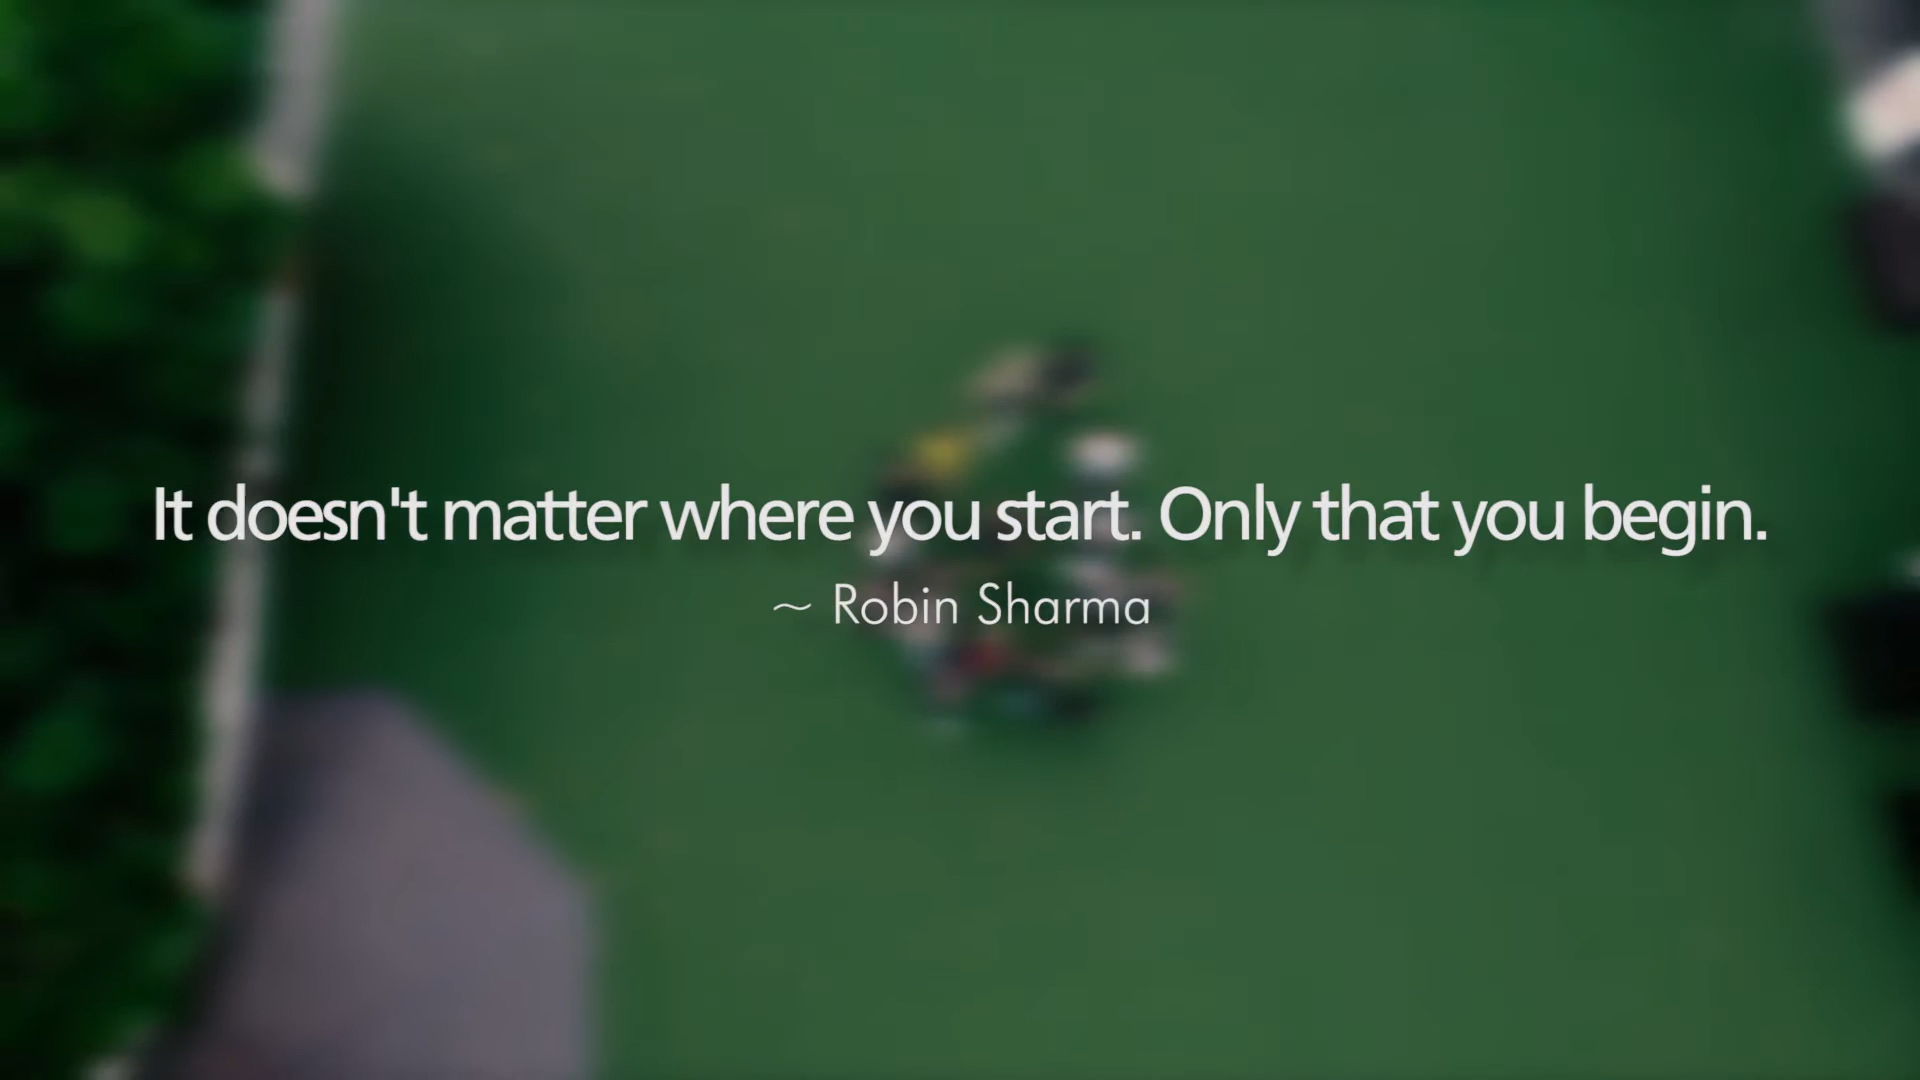 It doesn't matter where you start. Only that you begin.
~ Robin Sharma